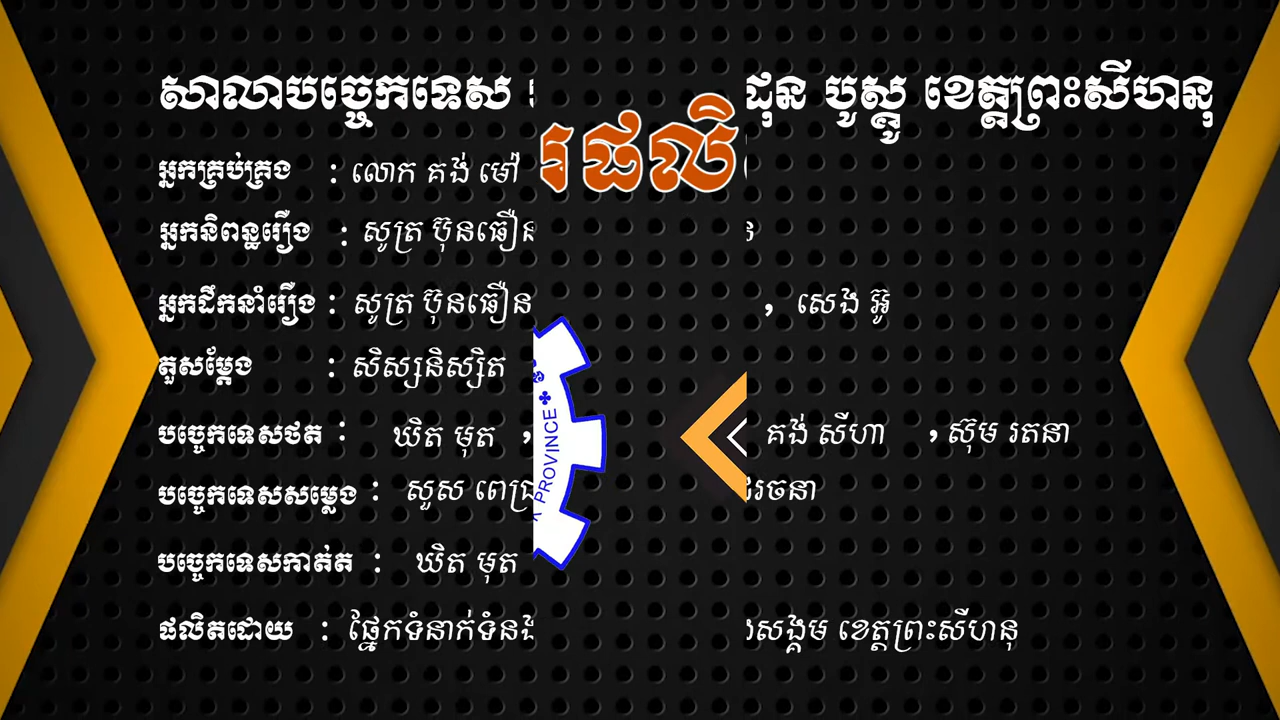 សាលាបច្ចេកទេស ដុន បូស្គូ ខេត្តព្រះសីហនុ
រផលិ
អ្នកគ្រប់គ្រង : លោក គង់ មៅ
អ្នកនិពន្ធរឿង : សូត្រ ប៊ុនធឿន
អ្នកដឹកនាំរឿង : សូត្រ ប៊ុនធឿន , សេង អ៊ូ
តួសម្ដែង : សិស្សនិស្សិត
PROVINCE
បច្ចេកទេសថត : ឃិត មុត , គង់ សីហា , ស៊ុម រតនា
បច្ចេកទេសសម្លេង : សួស ពេជ្រ រចនា
បច្ចេកទេសកាត់ត : ឃិត មុត
ផលិតដោយ : ផ្នែកទំនាក់ទំនង សង្គម ខេត្តព្រះសីហនុ